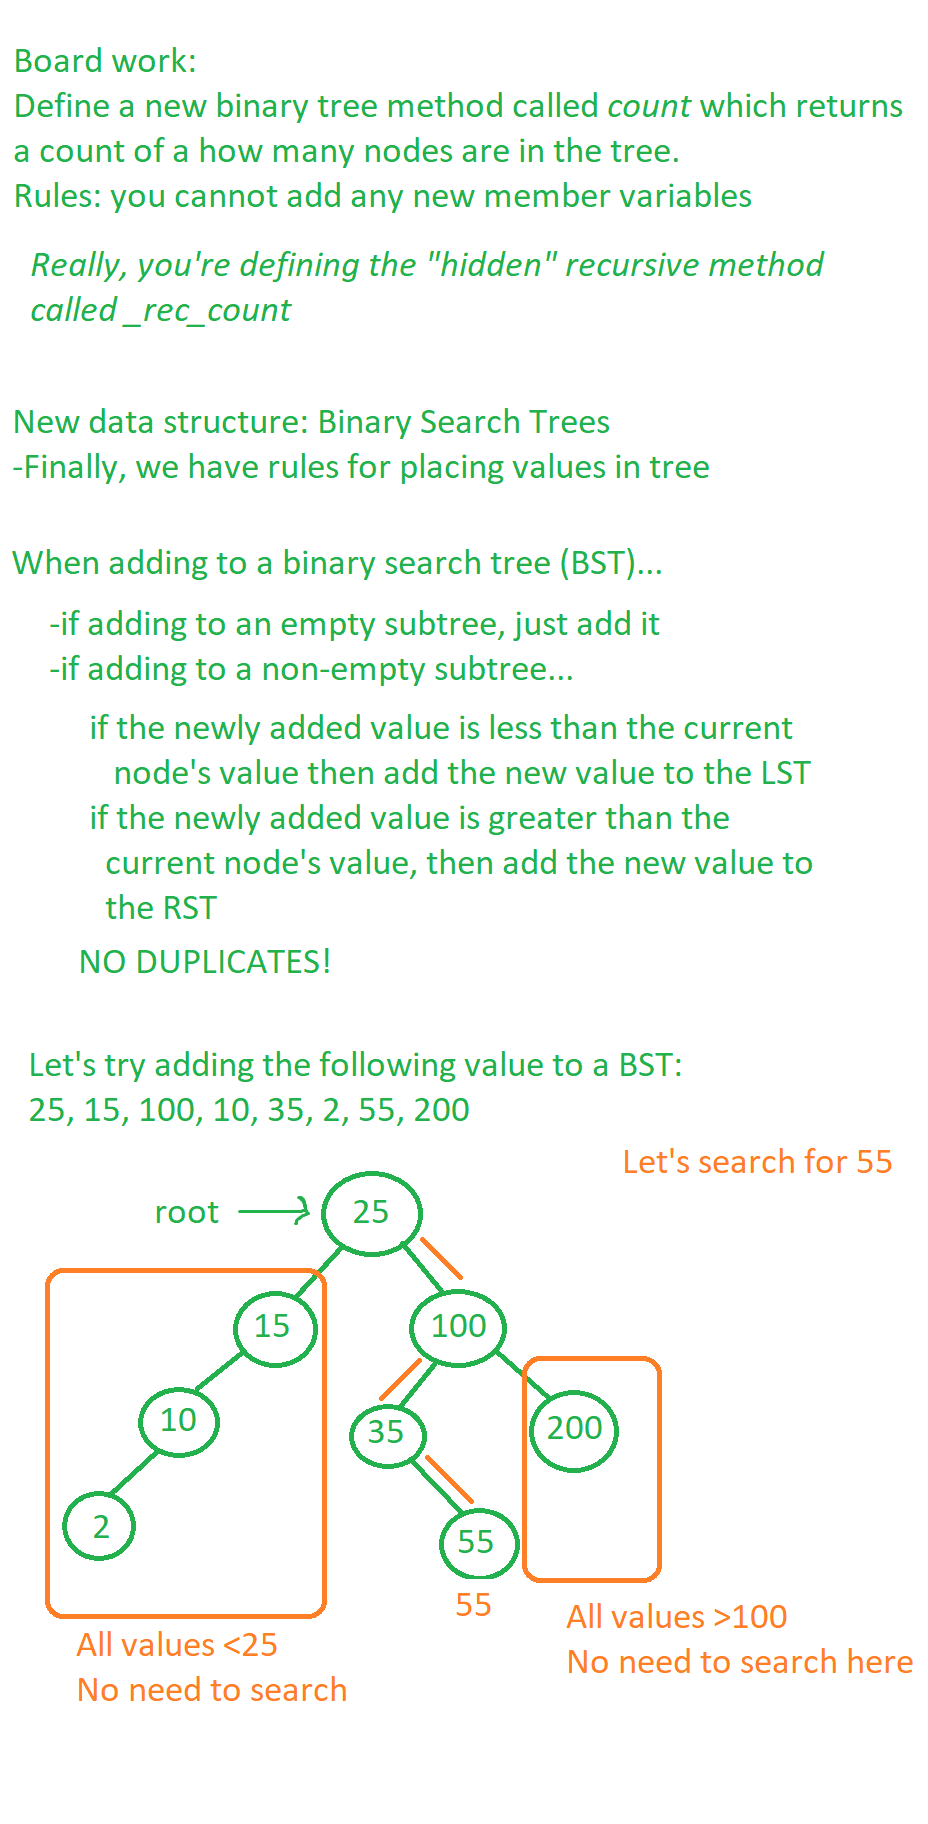 Board work:
Define a new binary tree method called count which returns
a count of a how many nodes are in the tree.
Rules: you cannot add any new member variables
Really, you're defining the "hidden" recursive method
called _rec_count
New data structure: Binary Search Trees
-Finally, we have rules for placing values in tree
When adding to a binary search tree (BST)...
-if adding to an empty subtree, just add it
-if adding to a non-empty subtree...
if the newly added value is less than the current
node's value then add the new value to the LST
if the newly added value is greater than the
current node's value, then add the new value to
the RST
NO DUPLICATES!
Let's try adding the following value to a BST:
25, 15, 100, 10, 35, 2, 55, 200
Let's search for 55
root
25
15
100
10
35
200
2
55
55
All values <25
No need to search
All values >100
No need to search here